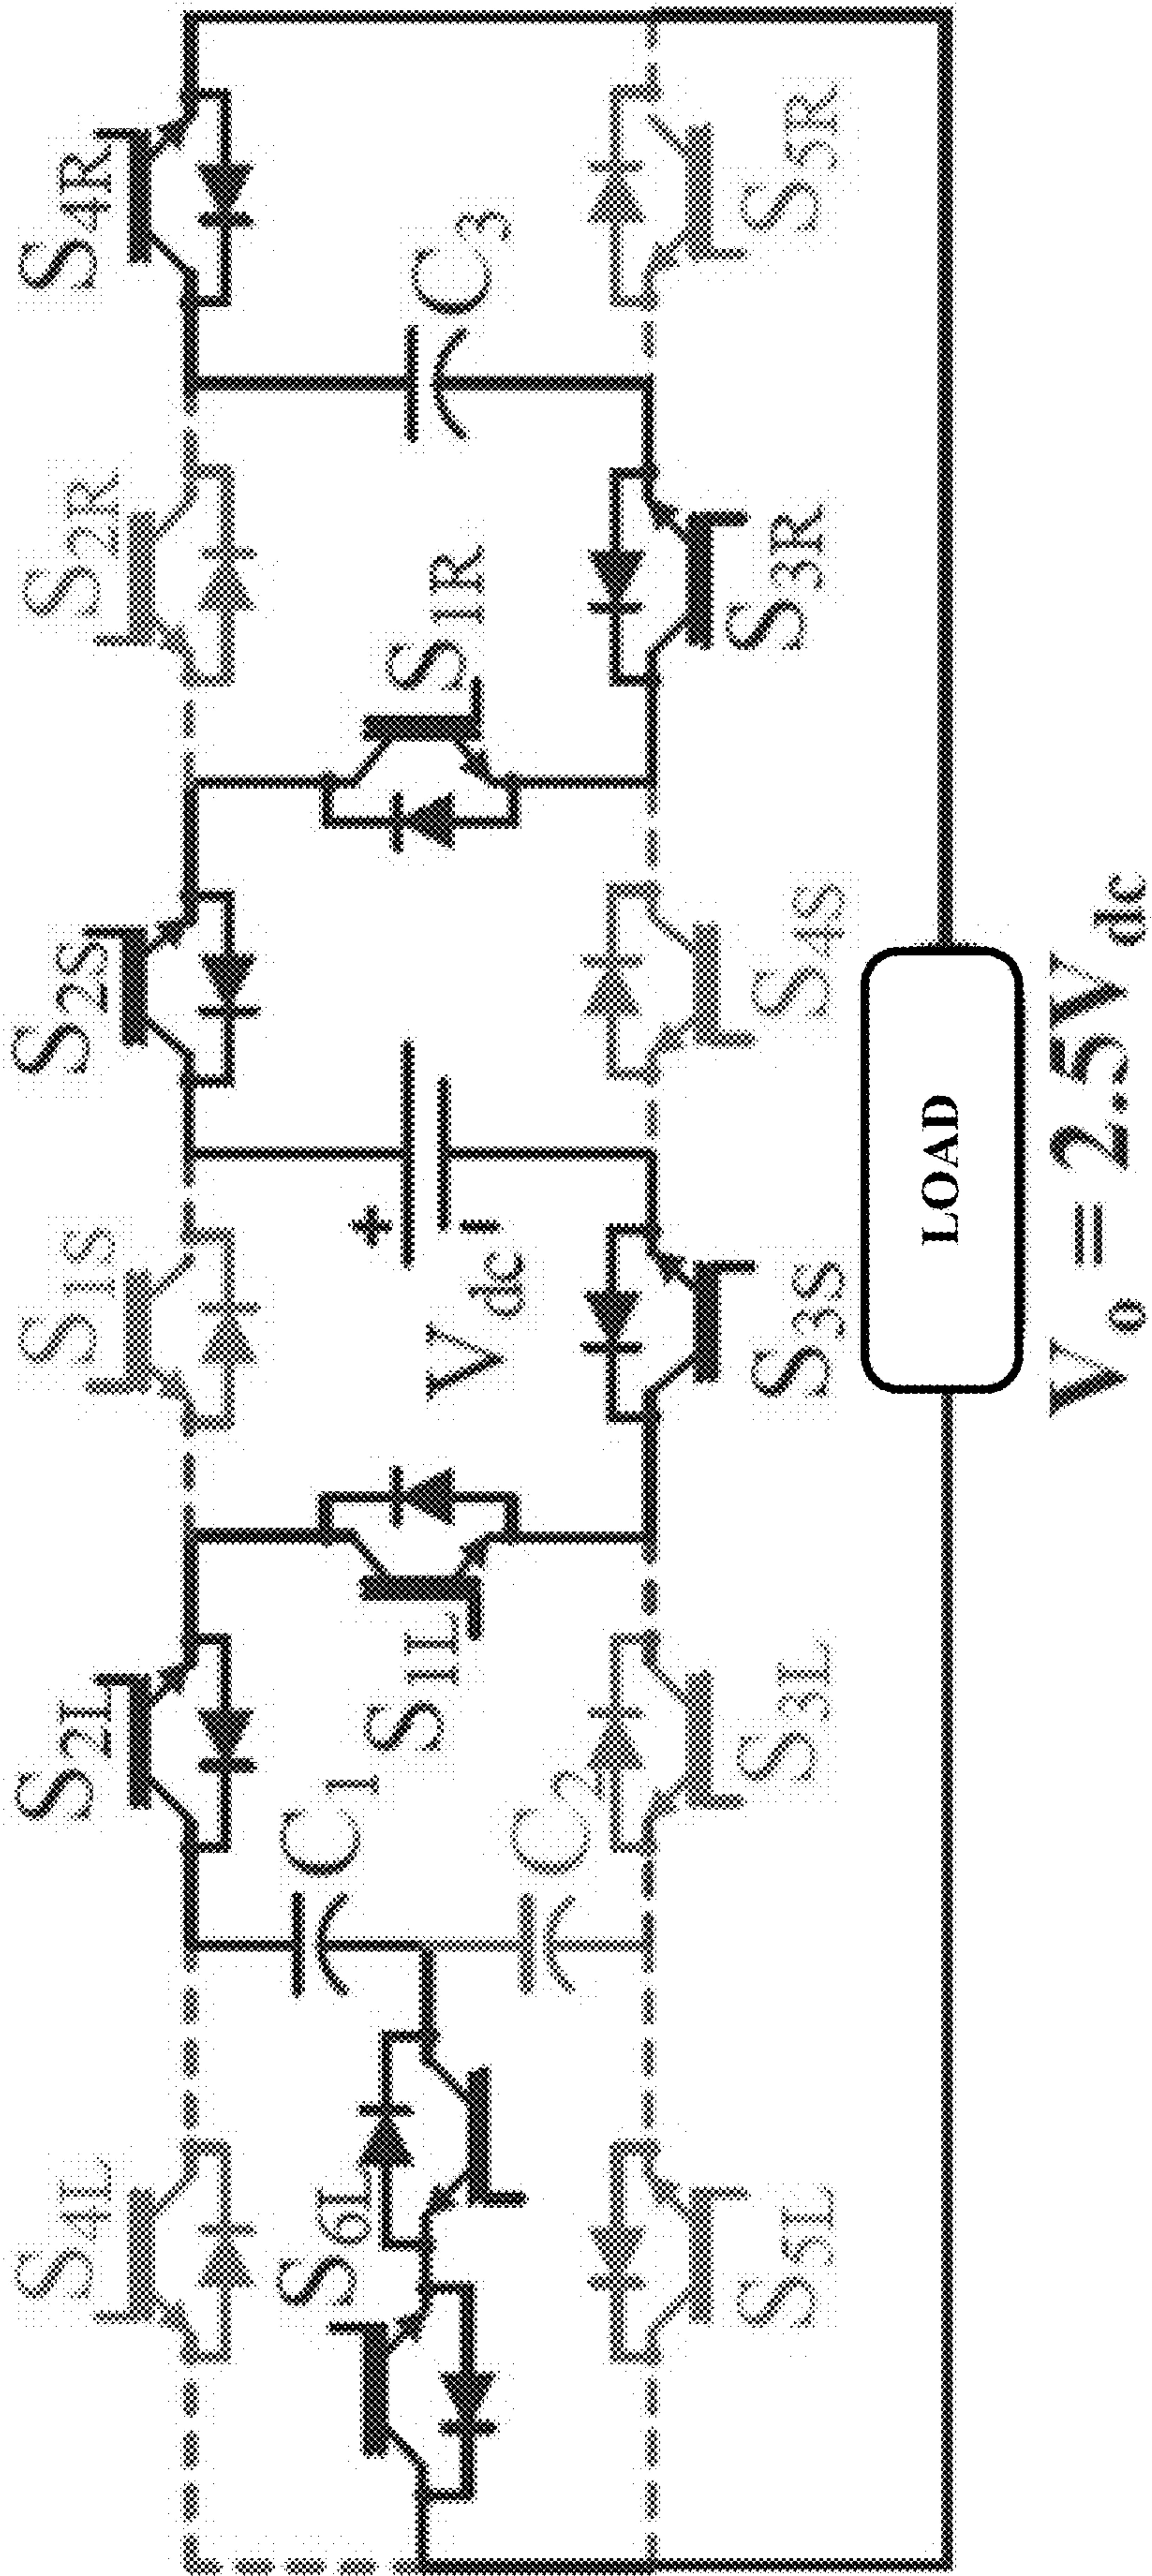 S4L
S2L
S1S
S2S
S2R
S4R
S6L
C1
S1L
Vdc
+
-
S1R
C3
C2
S5L
S3L
S3S
S4S
S3R
S5R
LOAD
Vo = 2.5Vdc